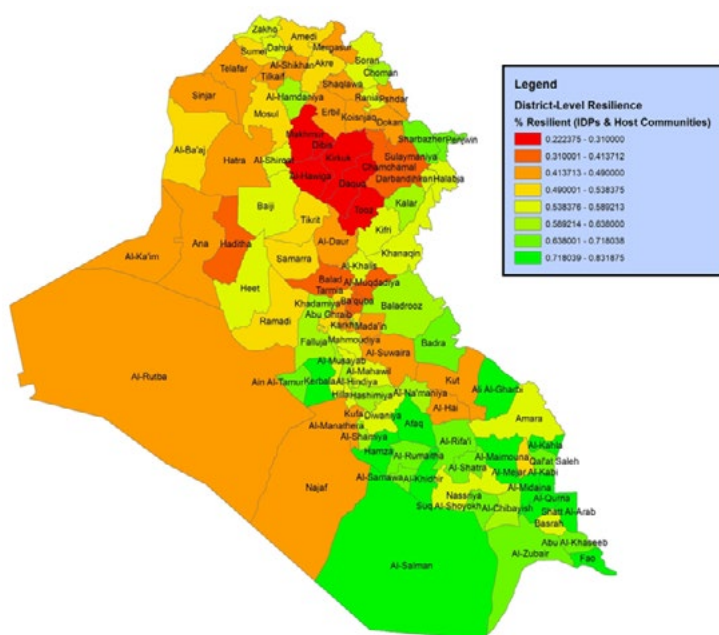 Zakho
Amedi
Dahuk
Mergasur
Sumel
Akre
Soran
Al-Shikhan
Choman
Telafar
Tilkaif
Shaqlawa
Sinjar
Al-Hamdaniya
Rania
Pshdar
Erbil
Koisnjaq
Mosul
Makhmur
Dokan
Dibis
Sharbazher
Penjwin
Al-Ba'aj
Hatra
Al-Shirqat
Kirkuk
Sulaymaniya
Chamchamal
Al-Hawiga
Darbandihkan
Halabja
Daquq
Baiji
Tooz
Kalar
Tikrit
Kifri
Ana
Haditha
Al-Daur
Al-Ka'im
Samarra
Khanaqin
Al-Khalis
Heet
Balad
Al-Muqdadiya
Tarmia
Ba'quba
Khadamiya
Baladrooz
Abu Ghraib
Ramadi
Karkh
Mada'in
Falluja
Mahmoudiya
Badra
Al-Rutba
Al-Musayab
Al-Suwaira
Al-Mahawil
Ain Al-Tamur
Kerbala
Al-Hindiya
Kut
Ali Al-Gharbi
Hilla
Hashimiya
Al-Na'maniya
Al-Hai
Kufa
Diwaniya
Afaq
Amara
Al-Manathera
Al-Shamiya
Al-Rifa'i
Al-Kahla
Hamza
Al-Rumaitha
Al-Maimouna
Qal'at Saleh
Najaf
Al-Samawa
Al-Khidhir
Al-Shatra
Al-Mejar Al-Kabi
Nassriya
Al-Midaina
Suq Al-Shoyokh
Al-Chibayish
Al-Qurna
Shatt Al-Arab
Basrah
Al-Salman
Al-Zubair
Abu Al-Khaseeb
Fao
Legend
District-Level Resilience
% Resilient (IDPs & Host Communities)
0.222375 - 0.310000
0.310001 - 0.413712
0.413713 - 0.490000
0.490001 - 0.538375
0.538376 - 0.589213
0.589214 - 0.638000
0.638001 - 0.718038
0.718039 - 0.831875